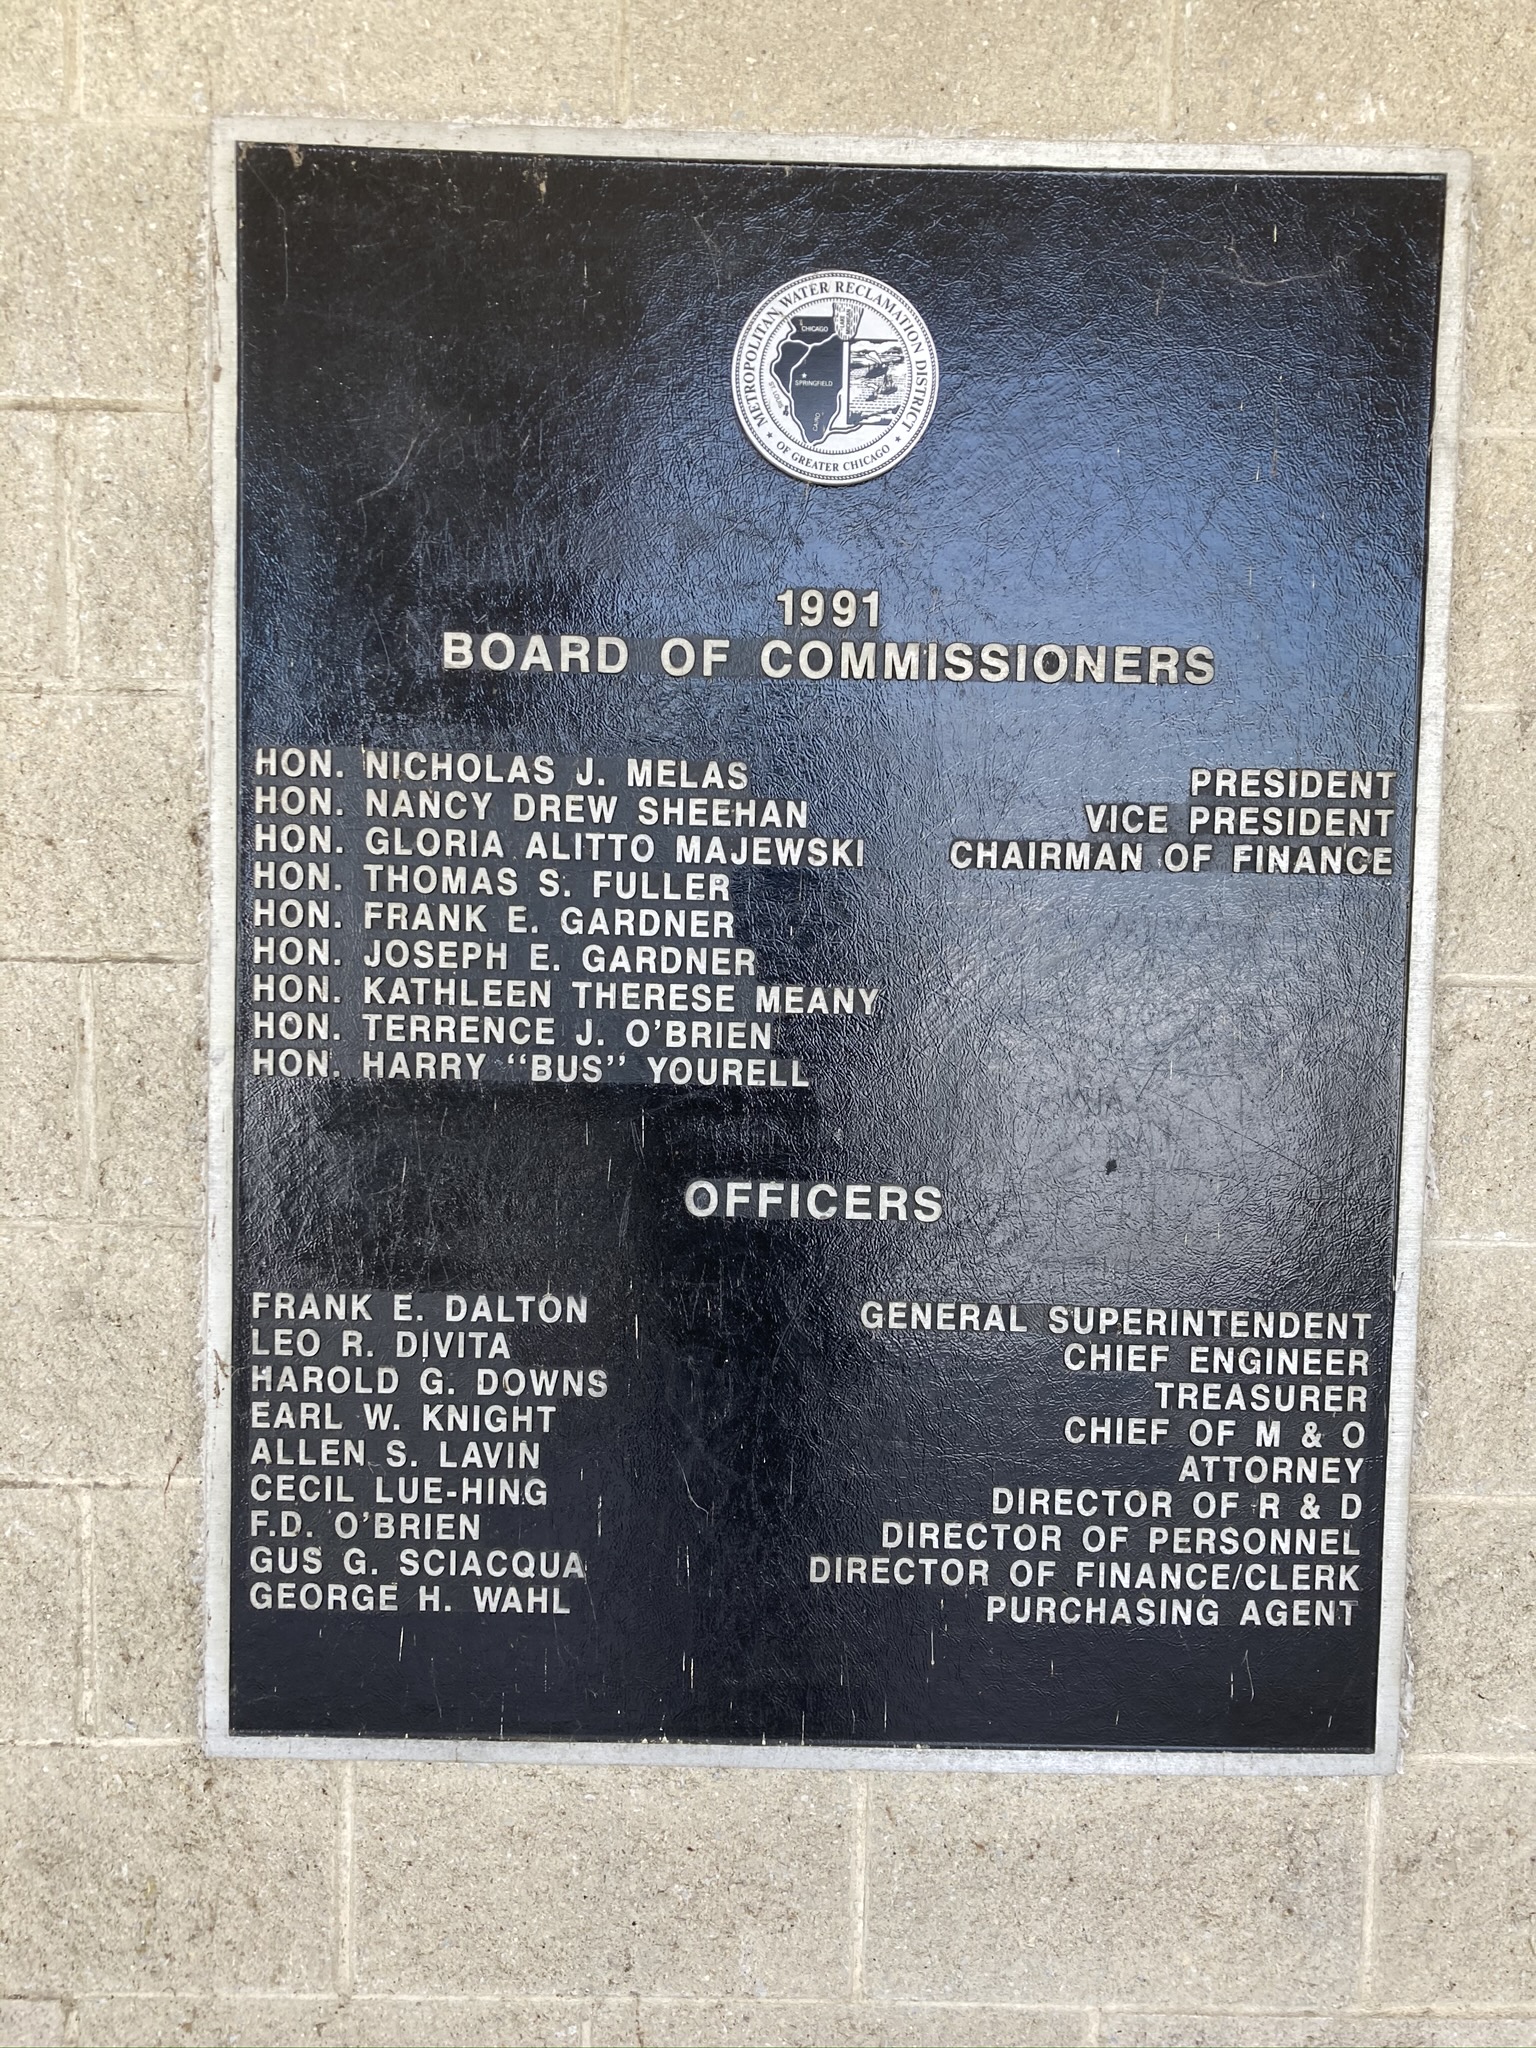 METROPOLITAN WATER RECLAMATION DISTRICT
OF GREATER CHICAGO
CHICAGO
SPRINGFIELD
ST. LOUIS
CAIRO
1991
BOARD OF COMMISSIONERS
HON. NICHOLAS J. MELAS PRESIDENT
HON. NANCY DREW SHEEHAN VICE PRESIDENT
HON. GLORIA ALITTO MAJEWSKI CHAIRMAN OF FINANCE
HON. THOMAS S. FULLER
HON. FRANK E. GARDNER
HON. JOSEPH E. GARDNER
HON. KATHLEEN THERESE MEANY
HON. TERRENCE J. O'BRIEN
HON. HARRY “BUS” YOURELL
OFFICERS
FRANK E. DALTON GENERAL SUPERINTENDENT
LEO R. DIVITA CHIEF ENGINEER
HAROLD G. DOWNS TREASURER
EARL W. KNIGHT CHIEF OF M & O
ALLEN S. LAVIN ATTORNEY
CECIL LUE-HING DIRECTOR OF R & D
F.D. O'BRIEN DIRECTOR OF PERSONNEL
GUS G. SCIACQUA DIRECTOR OF FINANCE/CLERK
GEORGE H. WAHL PURCHASING AGENT